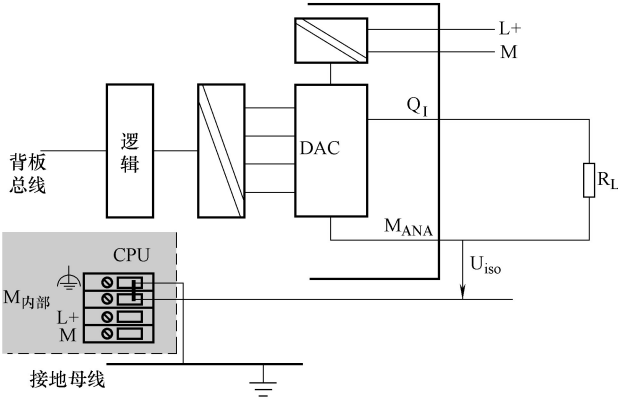 L+
M
Q_I
DAC
逻辑
背板总线
R_L
M_ANA
U_iso
CPU
M_内部
L+
M
接地母线